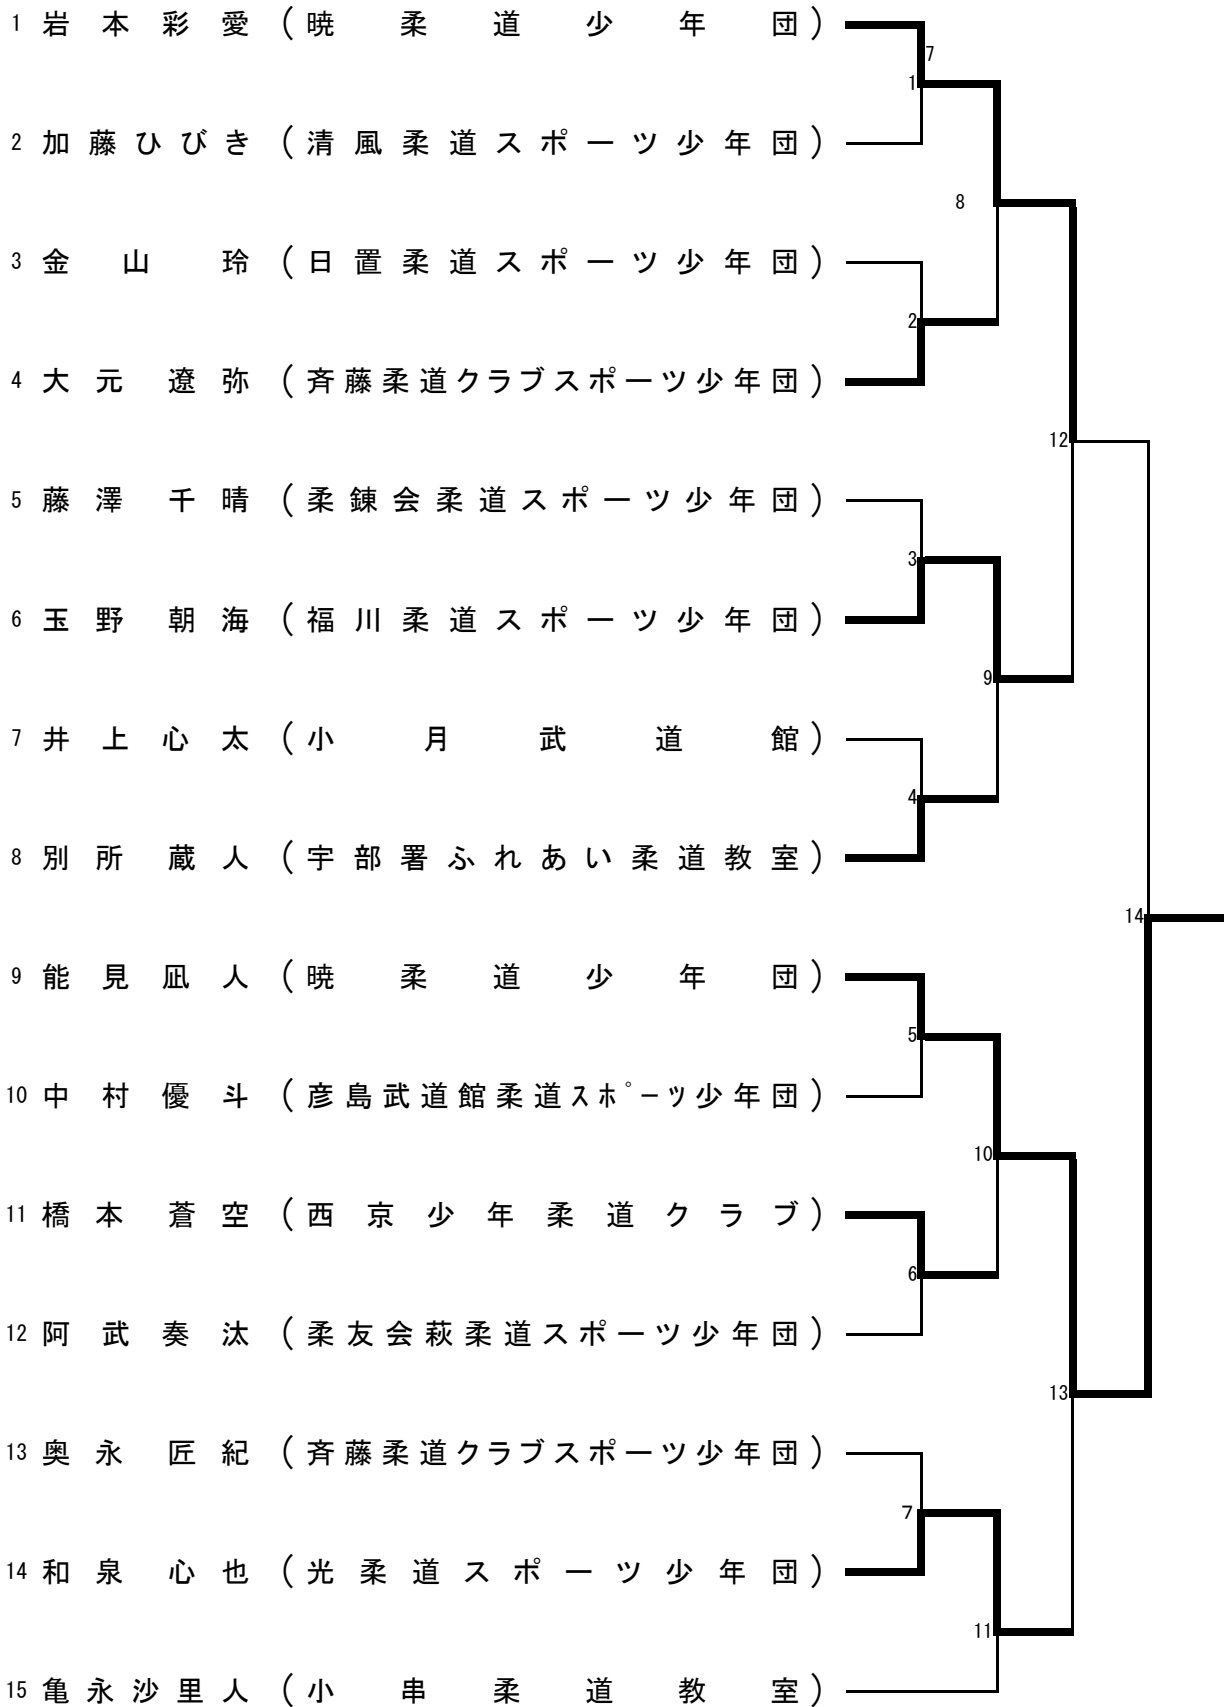 1 岩本彩愛 (暁柔道少年団)
7
1
2 加藤ひびき (清風柔道スポーツ少年団)
8
3 金山玲 (日置柔道スポーツ少年団)
2
4 大元遼弥 (斉藤柔道クラブスポーツ少年団)
12
5 藤澤千晴 (柔錬会柔道スポーツ少年団)
3
6 玉野朝海 (福川柔道スポーツ少年団)
9
7 井上心太 (小月武道館)
4
8 別所蔵人 (宇部署ふれあい柔道教室)
14
9 能見凪人 (暁柔道少年団)
5
10 中村優斗 (彦島武道館柔道スポーツ少年団)
10
11 橋本蒼空 (西京少年柔道クラブ)
6
12 阿武奏汰 (柔友会萩柔道スポーツ少年団)
13
13 奥永匠紀 (斉藤柔道クラブスポーツ少年団)
7
14 和泉心也 (光柔道スポーツ少年団)
11
15 亀永沙里人 (小串柔道教室)